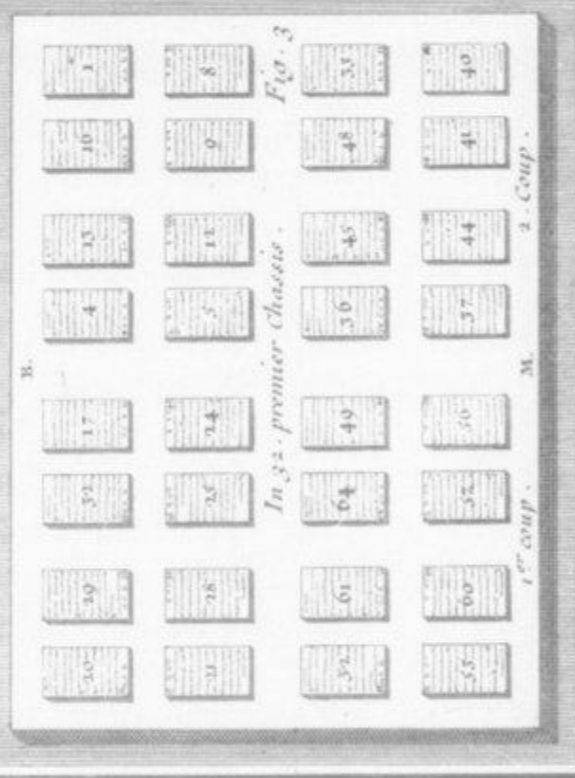 B.
20 29 32 17 4 13 16 1
21 28 25 24 5 12 9 8
In 32. premier Chassis. Fig. 3
52 61 64 49 36 45 48 33
53 60 57 56 37 44 41 40
1er coup. M. 2. Coup.